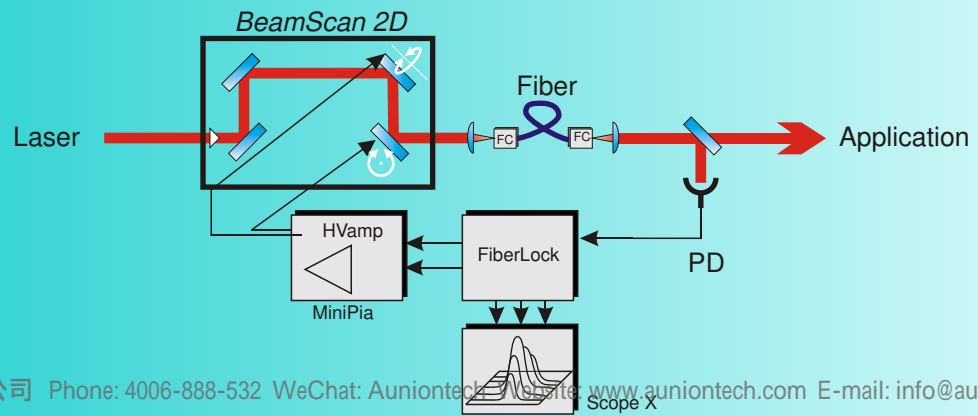 BeamScan 2D
Laser
Fiber
FC
FC
Application
HVamp
FiberLock
PD
MiniPia
公司 Phone: 4006-888-532 WeChat: Auniontech Website: www.auniontech.com E-mail: info@au
Scope X